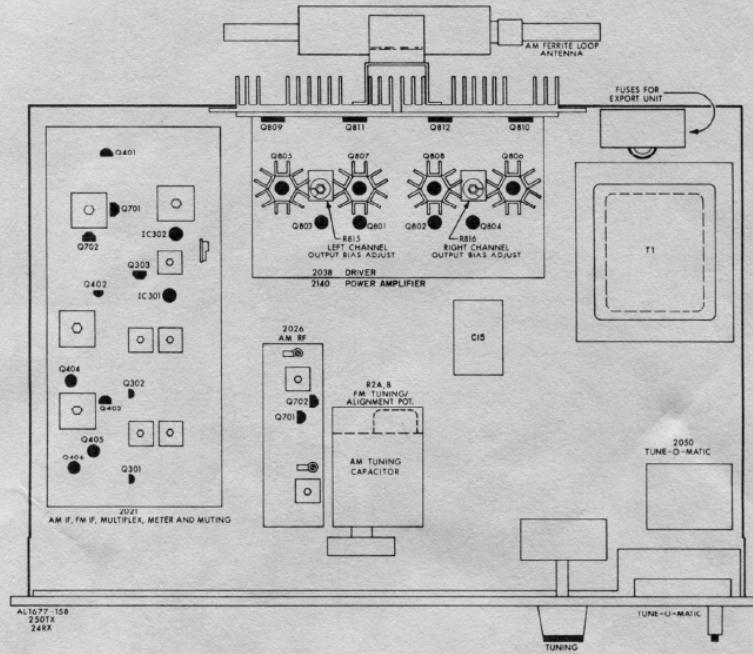 AM FERRITE LOOP
ANTENNA
FUSES FOR
EXPORT UNIT
Q809
Q811
Q812
Q810
Q401
Q805
Q807
Q808
Q806
Q701
Q702
IC302
Q803
Q801
Q802
Q804
R815
LEFT CHANNEL
OUTPUT BIAS ADJUST
R816
RIGHT CHANNEL
OUTPUT BIAS ADJUST
T1
Q303
Q402
IC301
2038 DRIVER
2140 POWER AMPLIFIER
2026
AM RF
C15
Q404
Q302
Q403
R2A, B
FM TUNING/
ALIGNMENT POT.
Q702
Q701
Q405
Q406
Q301
AM TUNING
CAPACITOR
2050
TUNE-O-MATIC
2021
AM IF, FM IF, MULTIPLEX, METER AND MUTING
AL1677-158
250TX
24RX
TUNING
TUNE-O-MATIC